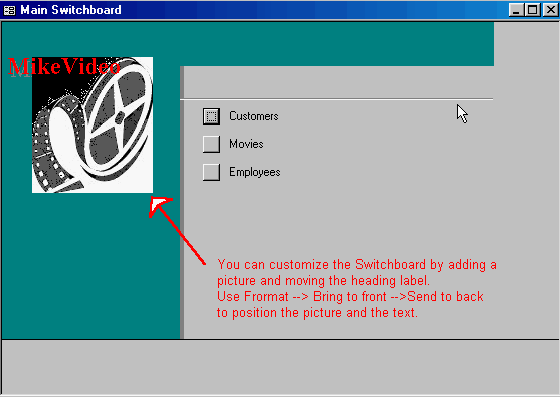 Main Switchboard
MikeVideo
Customers
Movies
Employees
You can customize the Switchboard by adding a
picture and moving the heading label.
Use Frormat --> Bring to front -->Send to back
to position the picture and the text.